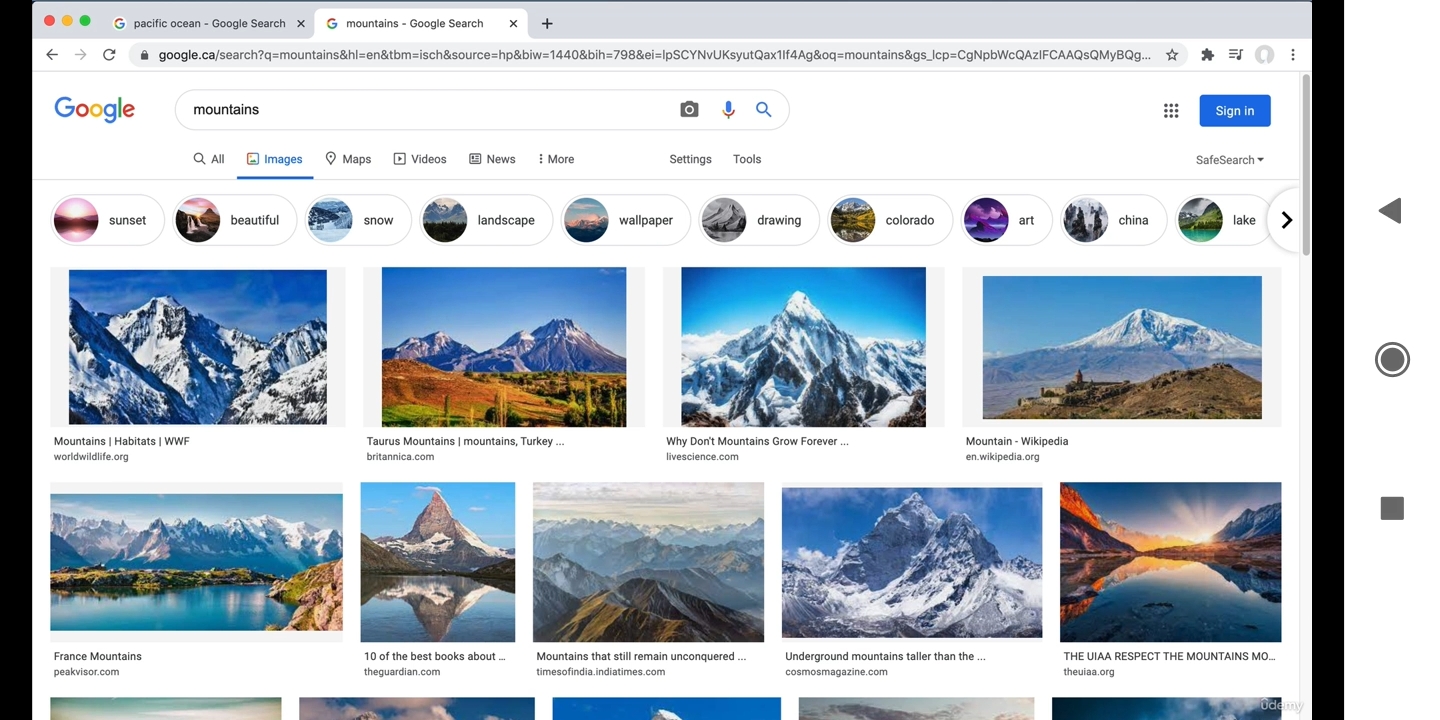 pacific ocean - Google Search
mountains - Google Search
google.ca/search?q=mountains&hl=en&tbm=isch&source=hp&biw=1440&bih=798&ei=IpSCYNvUKsyutQax1If4Ag&oq=mountains&gs_lcp=CgNpbWcQAzIFCAAQsQMyBQg...
Google
mountains
Sign in
All
Images
Maps
Videos
News
More
Settings
Tools
SafeSearch
sunset
beautiful
snow
landscape
wallpaper
drawing
colorado
art
china
lake
Mountains | Habitats | WWF
worldwildlife.org
Taurus Mountains | mountains, Turkey ...
britannica.com
Why Don't Mountains Grow Forever ...
livescience.com
Mountain - Wikipedia
en.wikipedia.org
France Mountains
peakvisor.com
10 of the best books about ...
theguardian.com
Mountains that still remain unconquered ...
timesofindia.indiatimes.com
Underground mountains taller than the ...
cosmosmagazine.com
THE UIAA RESPECT THE MOUNTAINS MO...
theuiaa.org
ûdemy